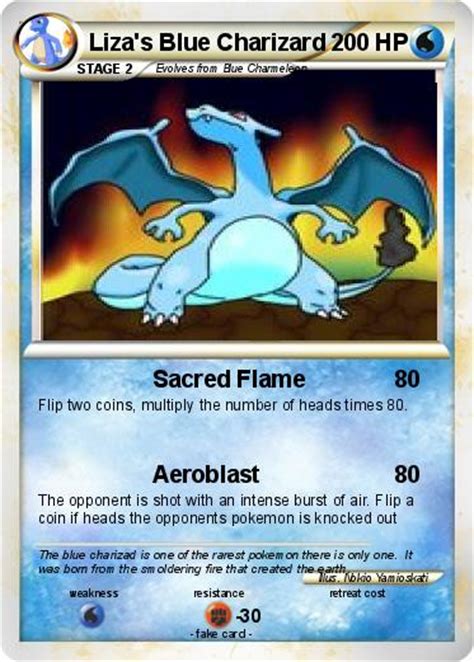 Liza's Blue Charizard 200 HP
STAGE 2 Evolves from Blue Charmeleon
Sacred Flame 80
Flip two coins, multiply the number of heads times 80.
Aeroblast 80
The opponent is shot with an intense burst of air. Flip a
coin if heads the opponents pokemon is knocked out
The blue charizad is one of the rarest pokemon there is only one. It
was born from the smoldering fire that created the earth
Illus. Nbkio Yamioskati
weakness resistance retreat cost
-30
- fake card -